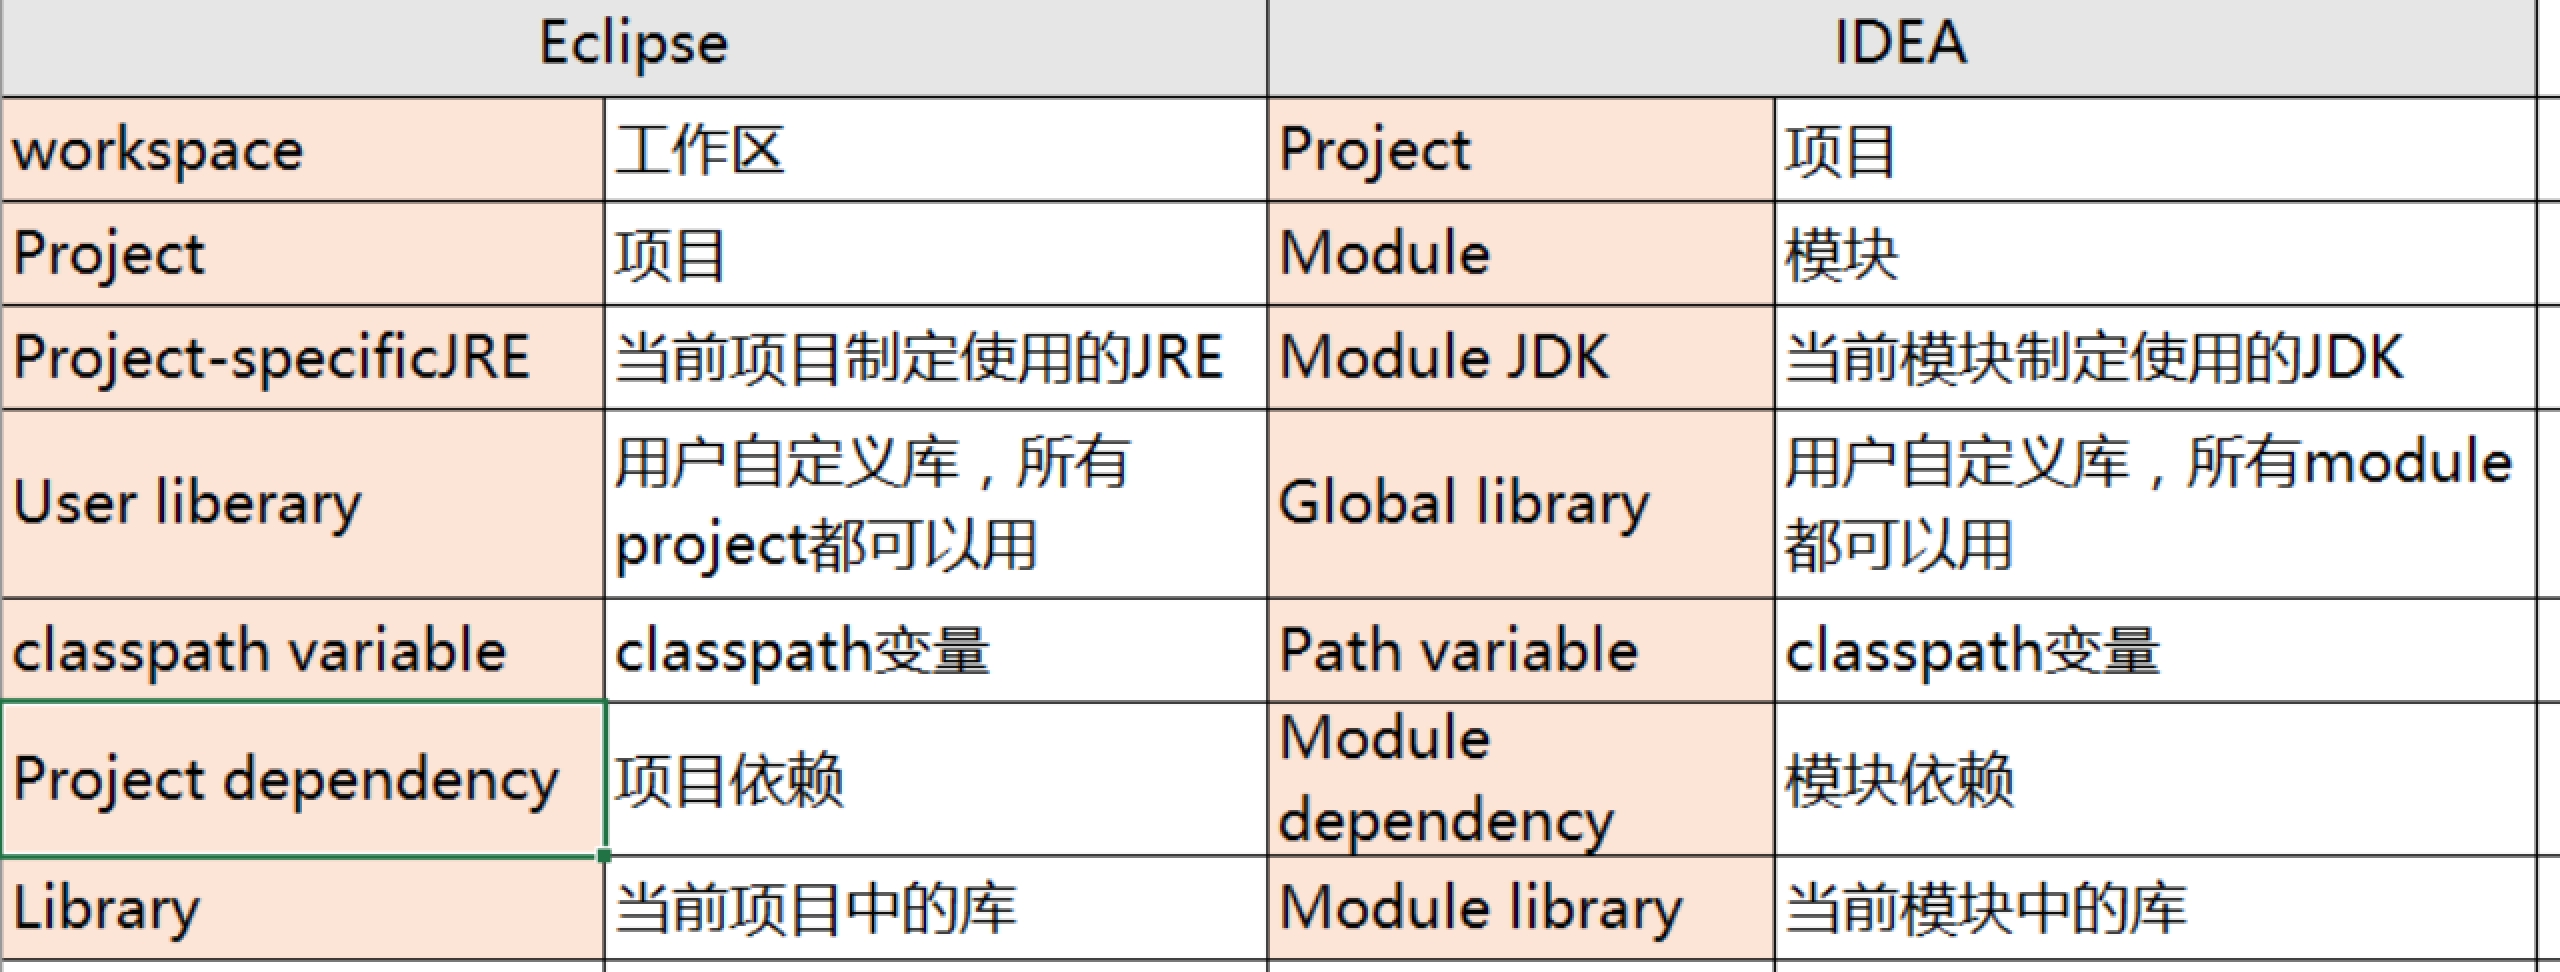 Eclipse IDEA
workspace 工作区 Project 项目
Project 项目 Module 模块
Project-specificJRE 当前项目制定使用的JRE Module JDK 当前模块制定使用的JDK
User liberary 用户自定义库，所有
project都可以用 Global library 用户自定义库，所有module
都可以用
classpath variable classpath变量 Path variable classpath变量
Project dependency 项目依赖 Module
dependency 模块依赖
Library 当前项目中的库 Module library 当前模块中的库